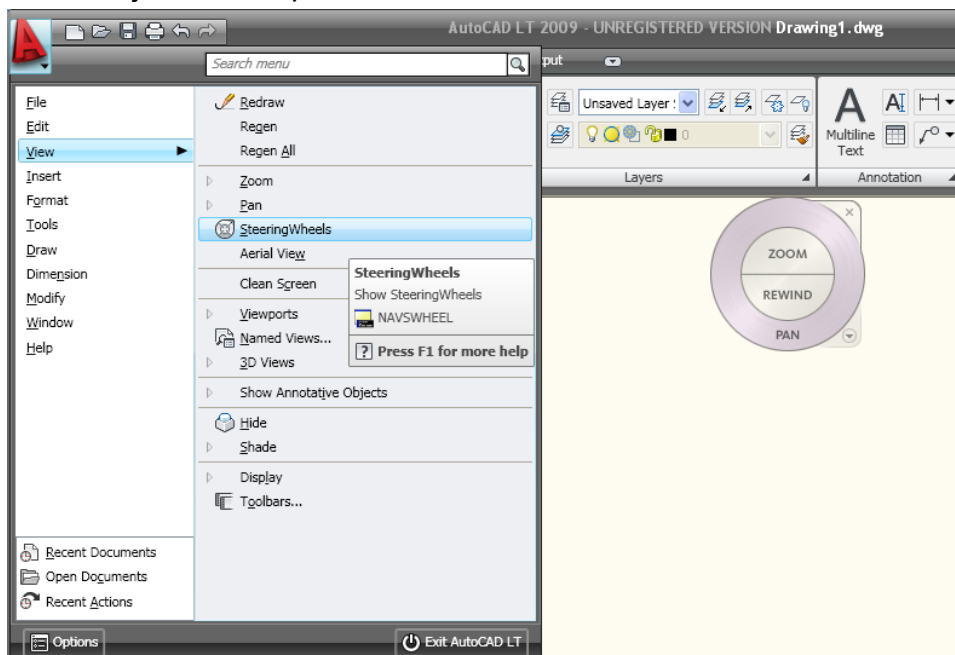 AutoCAD LT 2009 - UNREGISTERED VERSION Drawing1.dwg
Search menu
File
Edit
View
Insert
Format
Tools
Draw
Dimension
Modify
Window
Help
Recent Documents
Open Documents
Recent Actions
Redraw
Regen
Regen All
Zoom
Pan
SteeringWheels
Aerial View
Clean Screen
Viewports
Named Views...
3D Views
Show Annotative Objects
Hide
Shade
Display
Toolbars...
SteeringWheels
Show SteeringWheels
NAVSWHEEL
Press F1 for more help
Options
Exit AutoCAD LT
put
Unsaved Layer
0
Layers
Multiline
Text
Annotation
ZOOM
REWIND
PAN